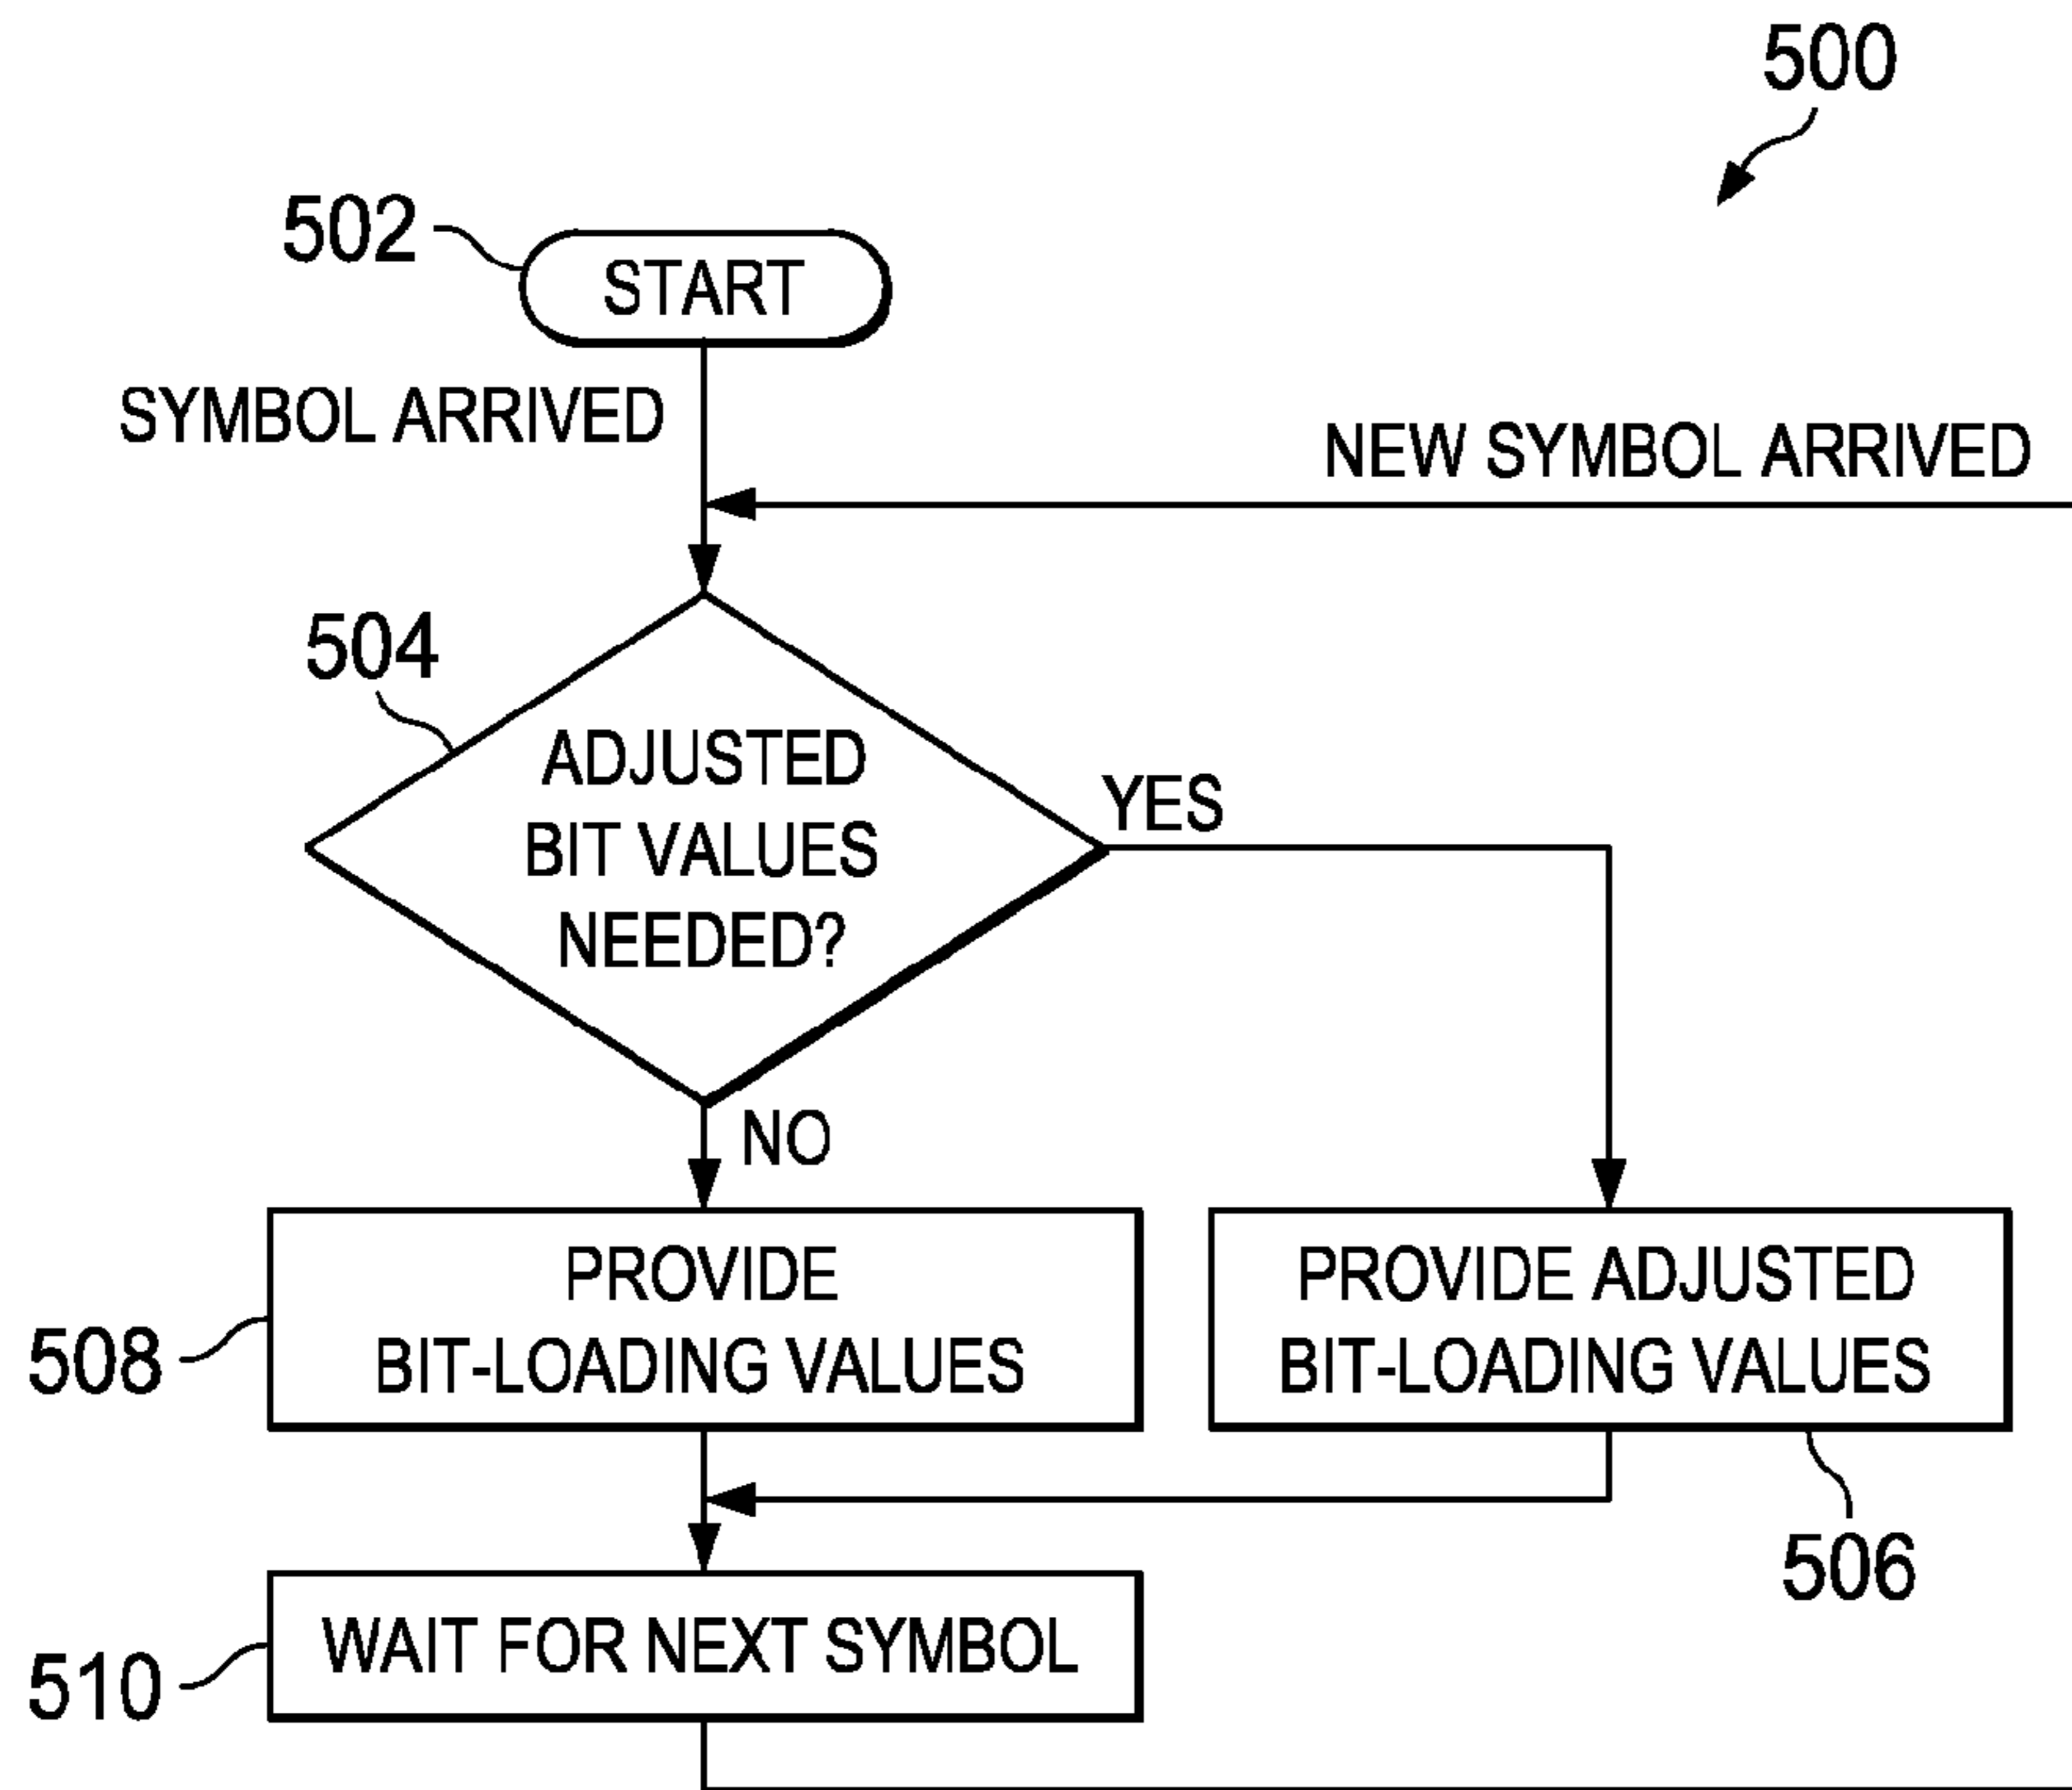 500
502
START
SYMBOL ARRIVED
NEW SYMBOL ARRIVED
504
ADJUSTED
BIT VALUES
NEEDED?
YES
NO
PROVIDE
BIT-LOADING VALUES
508
PROVIDE ADJUSTED
BIT-LOADING VALUES
506
WAIT FOR NEXT SYMBOL
510